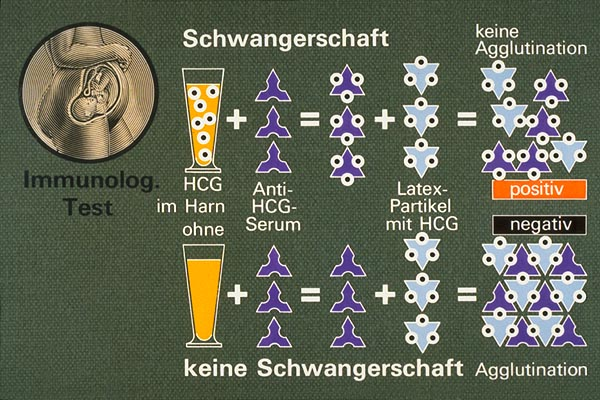 Schwangerschaft
keine
Agglutination
Immunolog.
Test
HCG
im Harn
ohne
Anti-
HCG-
Serum
Latex-
Partikel
mit HCG
positiv
negativ
keine Schwangerschaft
Agglutination